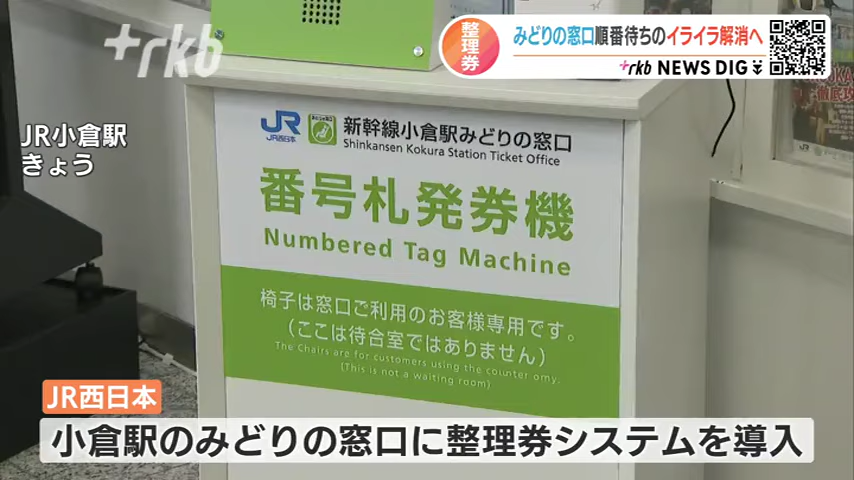 +rkb
整理券
みどりの窓口順番待ちのイライラ解消へ
+rkb NEWS DIG
JR小倉駅
きょう
JR
JR西日本
新幹線小倉駅みどりの窓口
Shinkansen Kokura Station Ticket Office
番号札発券機
Numbered Tag Machine
椅子は窓口ご利用のお客様専用です。
（ここは待合室ではありません）
The Chairs are for customers using the counter omy.
(This is not a waiting room)
JR西日本
小倉駅のみどりの窓口に整理券システムを導入